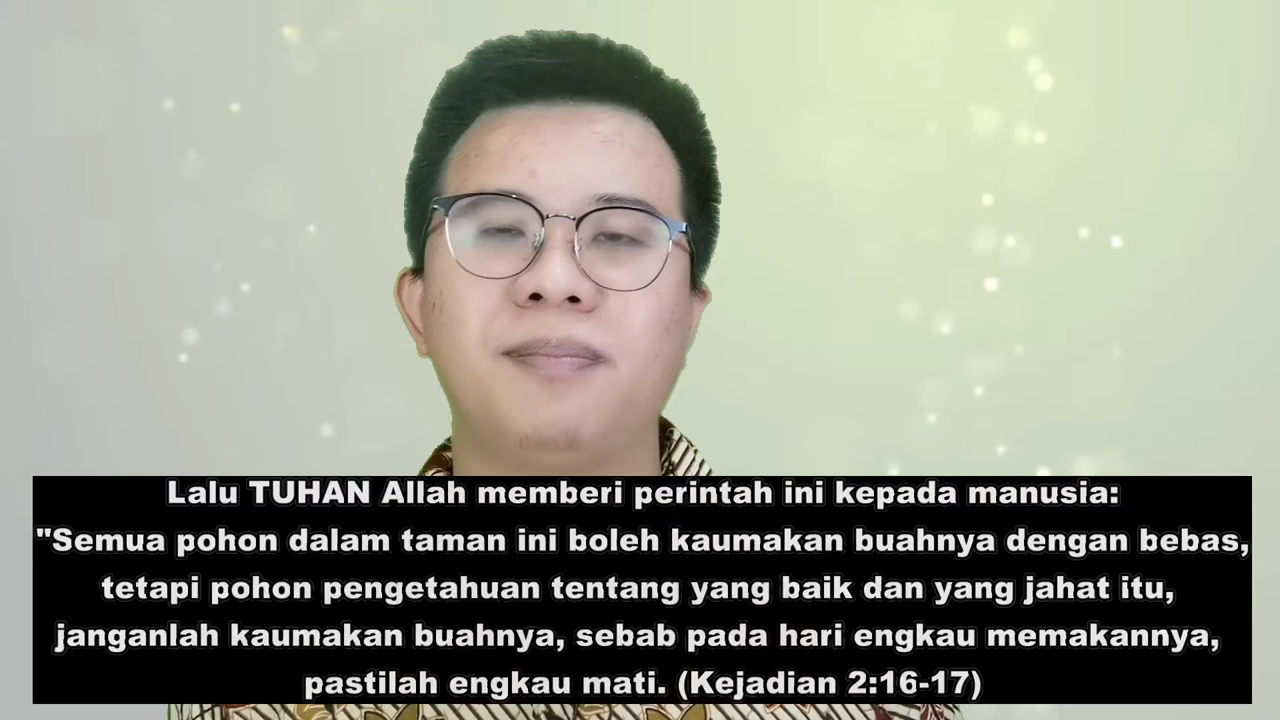 Lalu TUHAN Allah memberi perintah ini kepada manusia:
"Semua pohon dalam taman ini boleh kaumakan buahnya dengan bebas,
tetapi pohon pengetahuan tentang yang baik dan yang jahat itu,
janganlah kaumakan buahnya, sebab pada hari engkau memakannya,
pastilah engkau mati. (Kejadian 2:16-17)